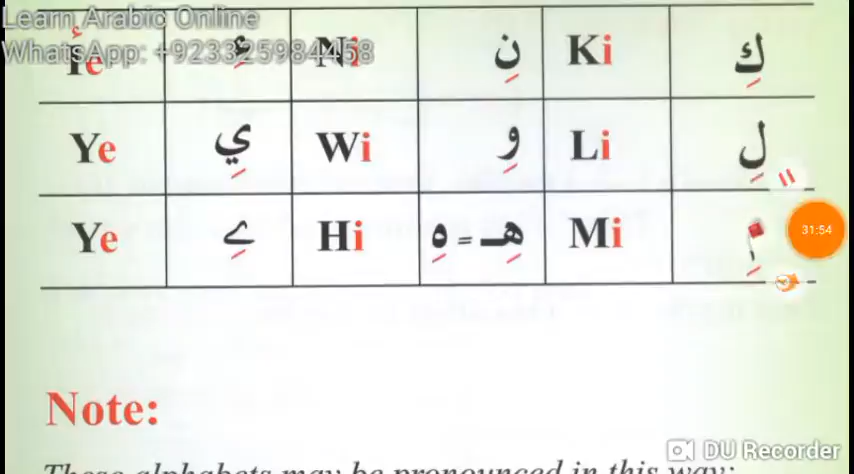 Learn Arabic Online
WhatsApp: +923325984458
Ni نِ Ki كِ
Ye يِ Wi وِ Li لِ
Ye ے Hi هِـ = هِ Mi مِ
31:54
Note:
These alphabets may be pronounced in this way:
DU Recorder